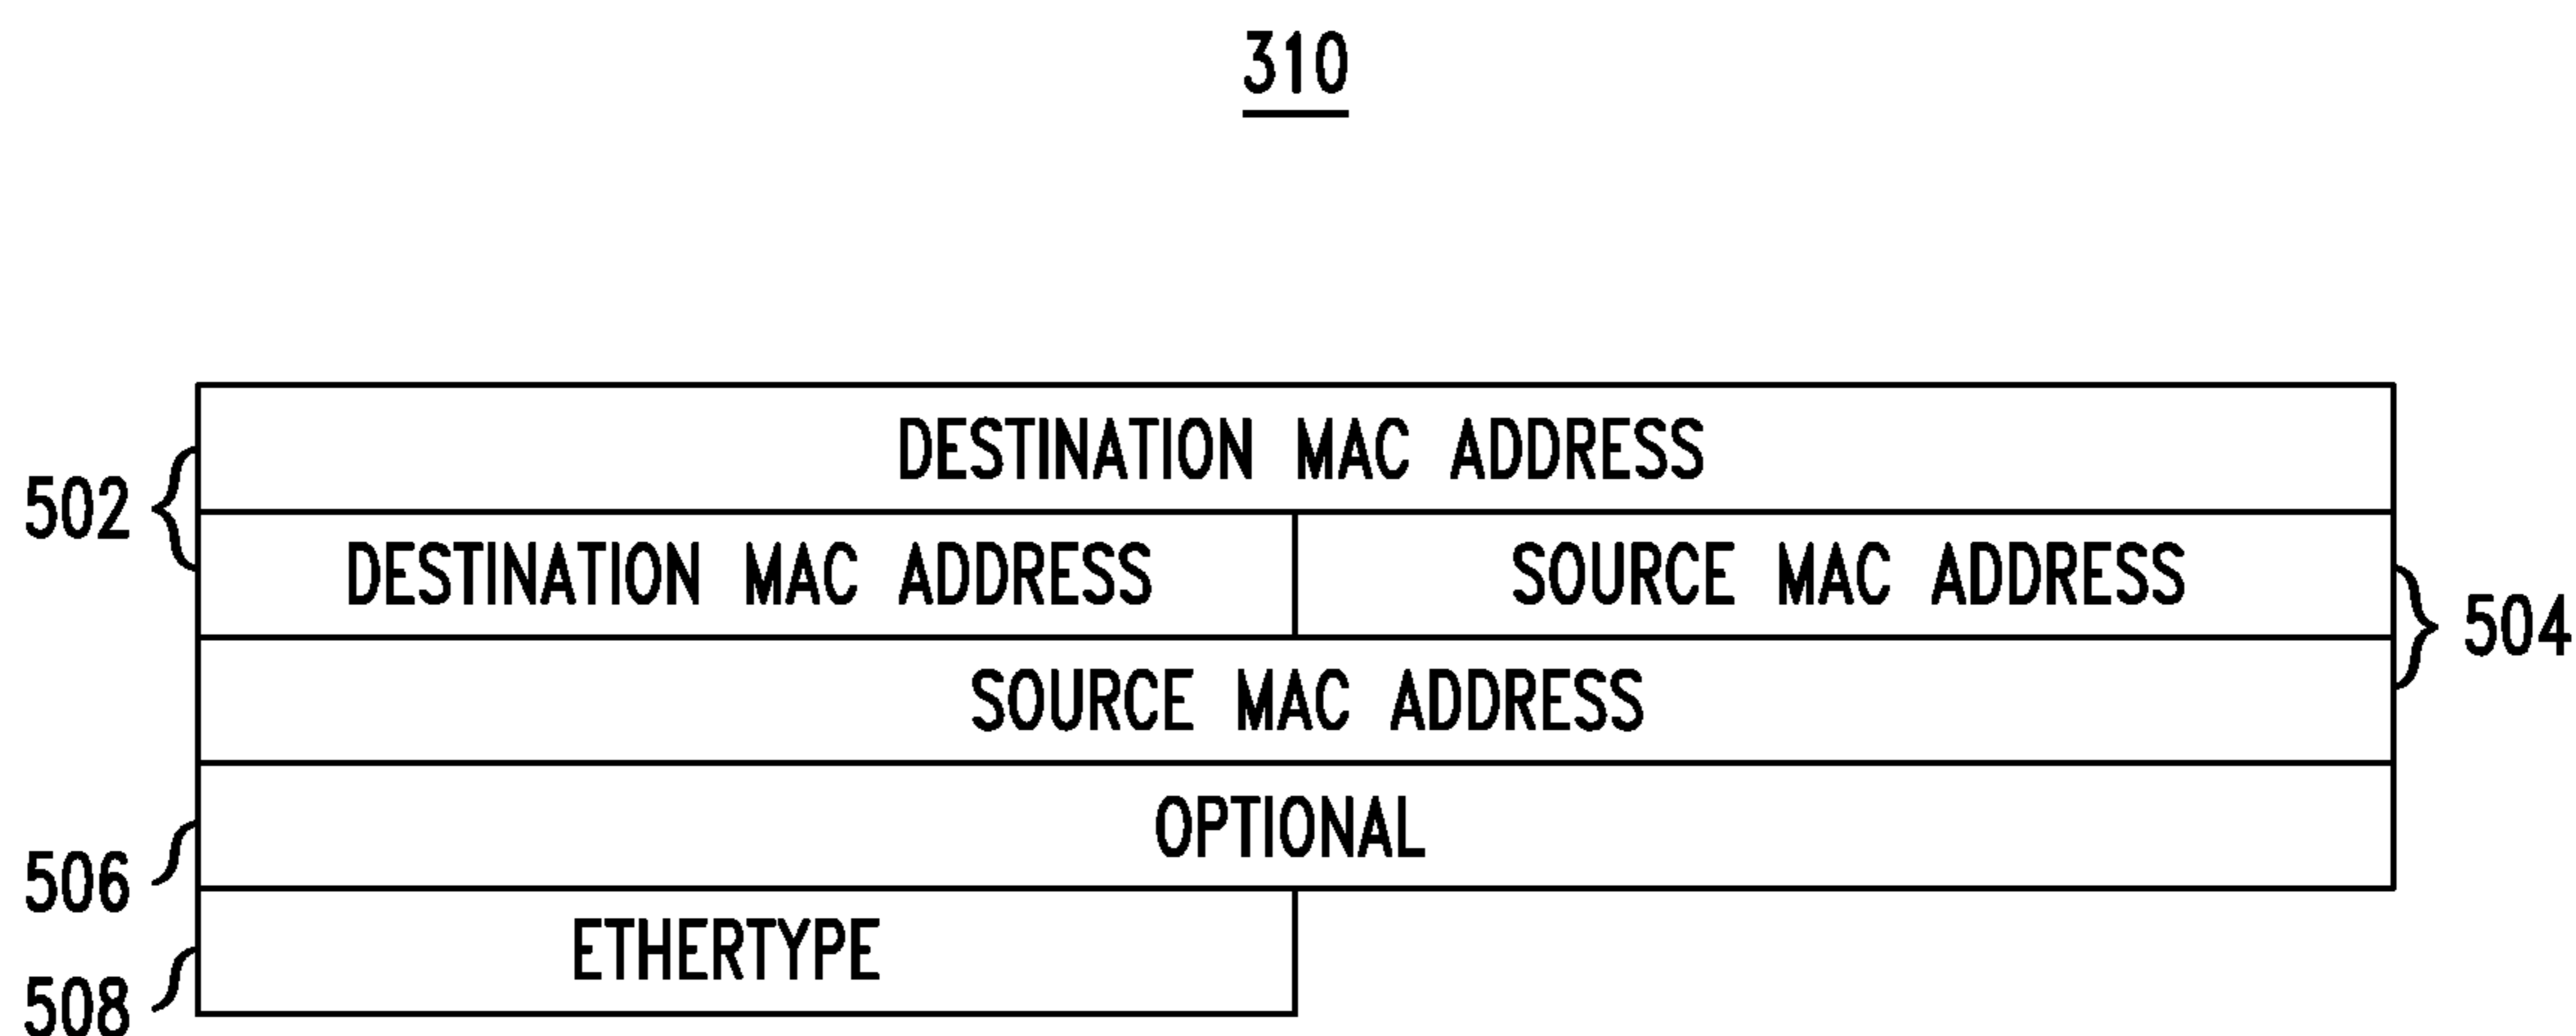 310
DESTINATION MAC ADDRESS
502
DESTINATION MAC ADDRESS SOURCE MAC ADDRESS
504
SOURCE MAC ADDRESS
OPTIONAL
506
ETHERTYPE
508